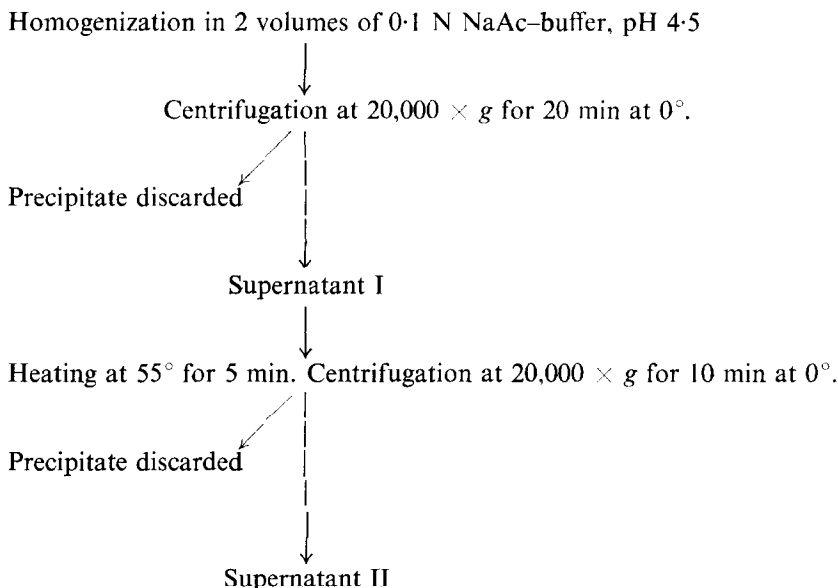 Homogenization in 2 volumes of 0·1 N NaAc–buffer, pH 4·5
Centrifugation at 20,000 × g for 20 min at 0°.
Precipitate discarded
Supernatant I
Heating at 55° for 5 min. Centrifugation at 20,000 × g for 10 min at 0°.
Precipitate discarded
Supernatant II